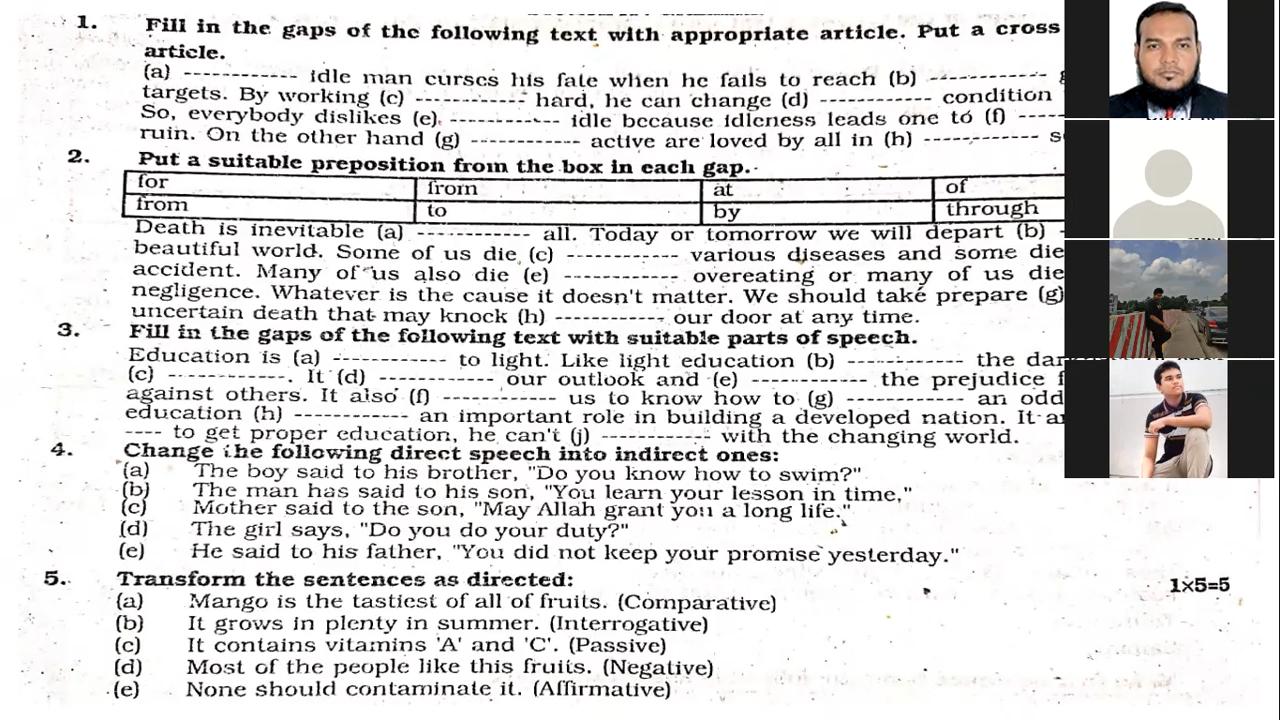 1. Fill in the gaps of the following text with appropriate article. Put a cross
article.
(a) ------------ idle man curses his fate when he fails to reach (b) ----------
targets. By working (c) ------------ hard, he can change (d) ------------ condition
So, everybody dislikes (e). ------------ idle because idleness leads one to (f) -----
ruin. On the other hand (g) ------------ active are loved by all in (h) ------------
2. Put a suitable preposition from the box in each gap.
for from at of
from to by through
Death is inevitable (a) ------------ all. Today or tomorrow we will depart (b) -
beautiful world. Some of us die (c) ------------ various diseases and some die
accident. Many of us also die (e) ------------ overeating or many of us die
negligence. Whatever is the cause it doesn't matter. We should take prepare (g)
uncertain death that may knock (h) ------------ our door at any time.
3. Fill in the gaps of the following text with suitable parts of speech.
Education is (a) ------------ to light. Like light education (b) ------------ the
(c) ------------. It (d) ------------ our outlook and (e) ------------ the prejudice
against others. It also (f) ------------ us to know how to (g) ------------ an odd
education (h) ------------ an important role in building a developed nation. It
---- to get proper education, he can't (j) ------------ with the changing world.
4. Change the following direct speech into indirect ones:
(a) The boy said to his brother, "Do you know how to swim?"
(b) The man has said to his son, "You learn your lesson in time,"
(c) Mother said to the son, "May Allah grant you a long life."
(d) The girl says, "Do you do your duty?"
(e) He said to his father, "You did not keep your promise yesterday."
5. Transform the sentences as directed: 1×5=5
(a) Mango is the tastiest of all of fruits. (Comparative)
(b) It grows in plenty in summer. (Interrogative)
(c) It contains vitamins 'A' and 'C'. (Passive)
(d) Most of the people like this fruits. (Negative)
(e) None should contaminate it. (Affirmative)